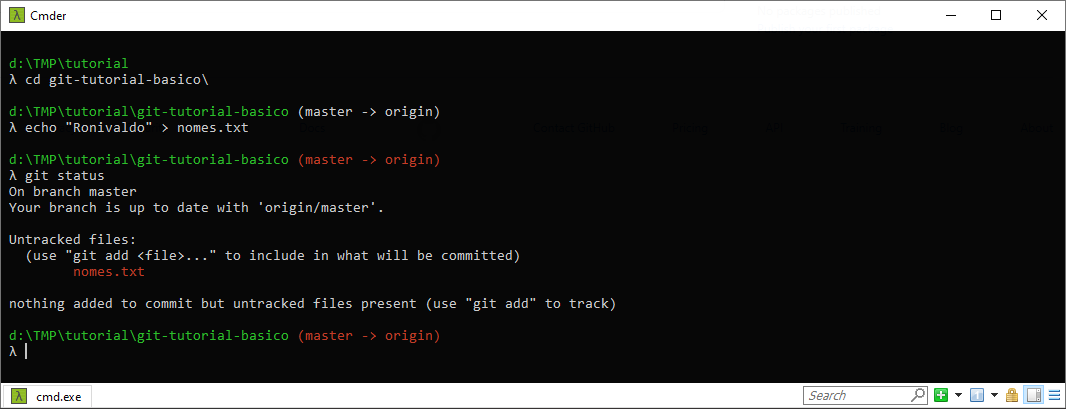 Cmder
d:\TMP\tutorial
λ cd git-tutorial-basico\
d:\TMP\tutorial\git-tutorial-basico (master -> origin)
λ echo "Ronivaldo" > nomes.txt
d:\TMP\tutorial\git-tutorial-basico (master -> origin)
λ git status
On branch master
Your branch is up to date with 'origin/master'.
Untracked files:
  (use "git add <file>..." to include in what will be committed)
        nomes.txt
nothing added to commit but untracked files present (use "git add" to track)
d:\TMP\tutorial\git-tutorial-basico (master -> origin)
λ
λ cmd.exe
Search